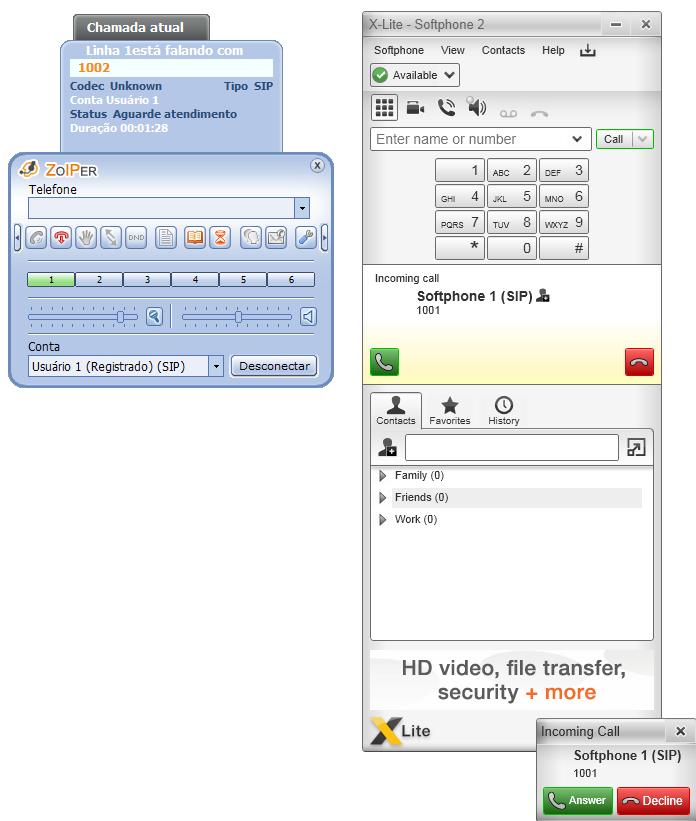 Chamada atual
Linha 1está falando com
1002
Codec Unknown Tipo SIP
Conta Usuário 1
Status Aguarde atendimento
Duração 00:01:28
ZOIPER
Telefone
DND
1 2 3 4 5 6
Conta
Usuário 1 (Registrado) (SIP) Desconectar
X-Lite - Softphone 2
Softphone View Contacts Help
Available
Enter name or number Call
1 ABC 2 DEF 3
GHI 4 JKL 5 MNO 6
PQRS 7 TUV 8 WXYZ 9
* 0 #
Incoming call
Softphone 1 (SIP)
1001
Contacts Favorites History
Family (0)
Friends (0)
Work (0)
HD video, file transfer,
security + more
X Lite
Incoming Call
Softphone 1 (SIP)
1001
Answer Decline